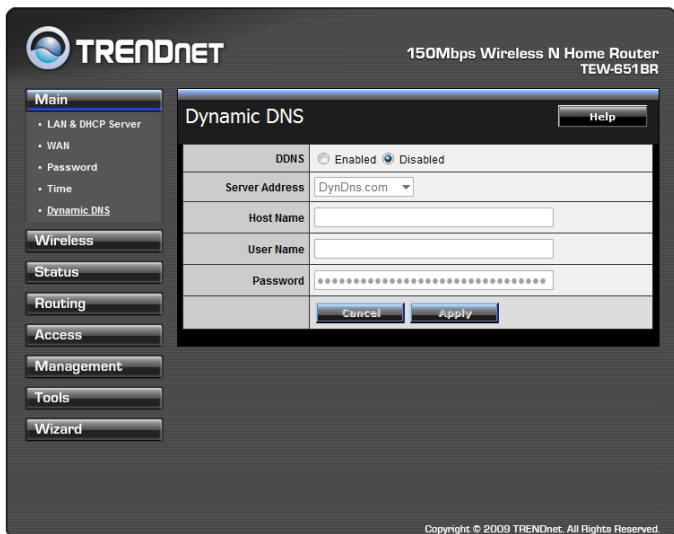 TRENDNET
150Mbps Wireless N Home Router
TEW-651BR
Main
• LAN & DHCP Server
• WAN
• Password
• Time
• Dynamic DNS
Wireless
Status
Routing
Access
Management
Tools
Wizard
Dynamic DNS
Help
DDNS Enabled Disabled
Server Address DynDns.com
Host Name
User Name
Password ••••••••••••••••••••••••••••••••
Cancel Apply
Copyright © 2009 TRENDnet. All Rights Reserved.